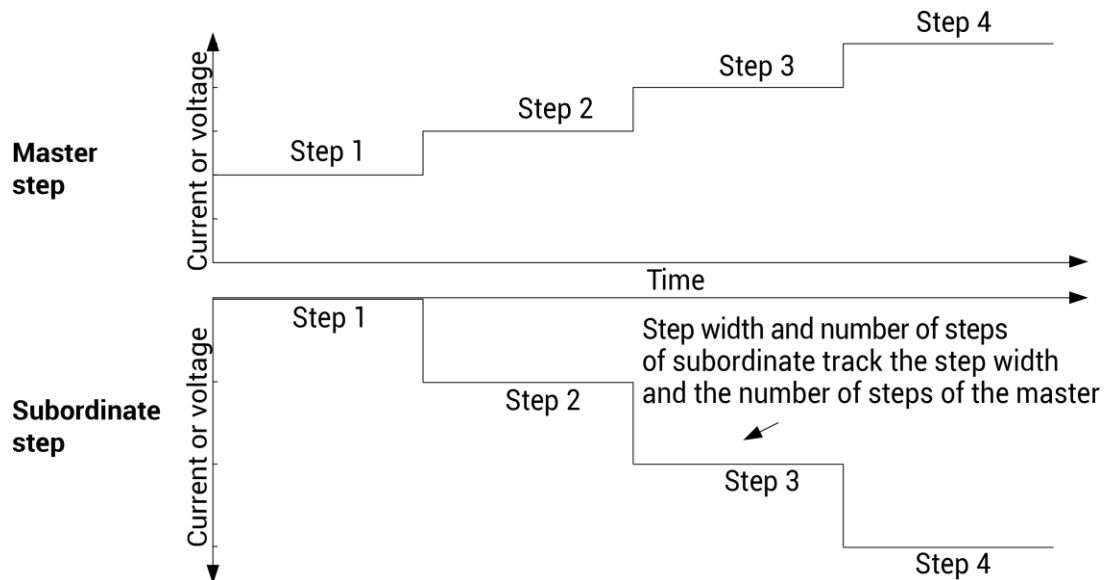 Current or voltage
Master
step
Step 1
Step 2
Step 3
Step 4
Time
Current or voltage
Subordinate
step
Step 1
Step 2
Step 3
Step 4
Step width and number of steps
of subordinate track the step width
and the number of steps of the master